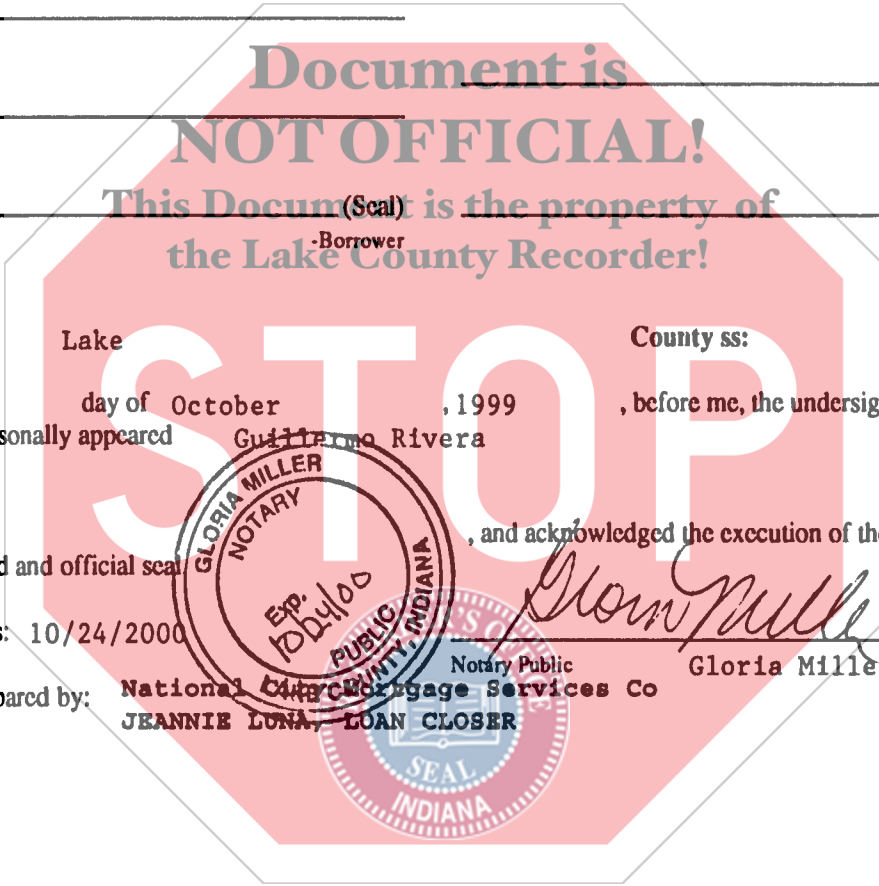 Document is
NOT OFFICIAL!
This Document is the property of
the Lake County Recorder!
(Seal)
-Borrower
STOP
Lake County ss:
day of October , 1999 , before me, the undersig
sonally appeared Guillermo Rivera
, and acknowledged the execution of the
d and official seal
GLORIA MILLER
NOTARY
Exp.
10/24/00
PUBLIC
LAKE COUNTY, INDIANA
Gloria Mille
s: 10/24/2000
Notary Public Gloria Mille
pared by: National City Mortgage Services Co
JEANNIE LUNA, LOAN CLOSER
SEAL
INDIANA